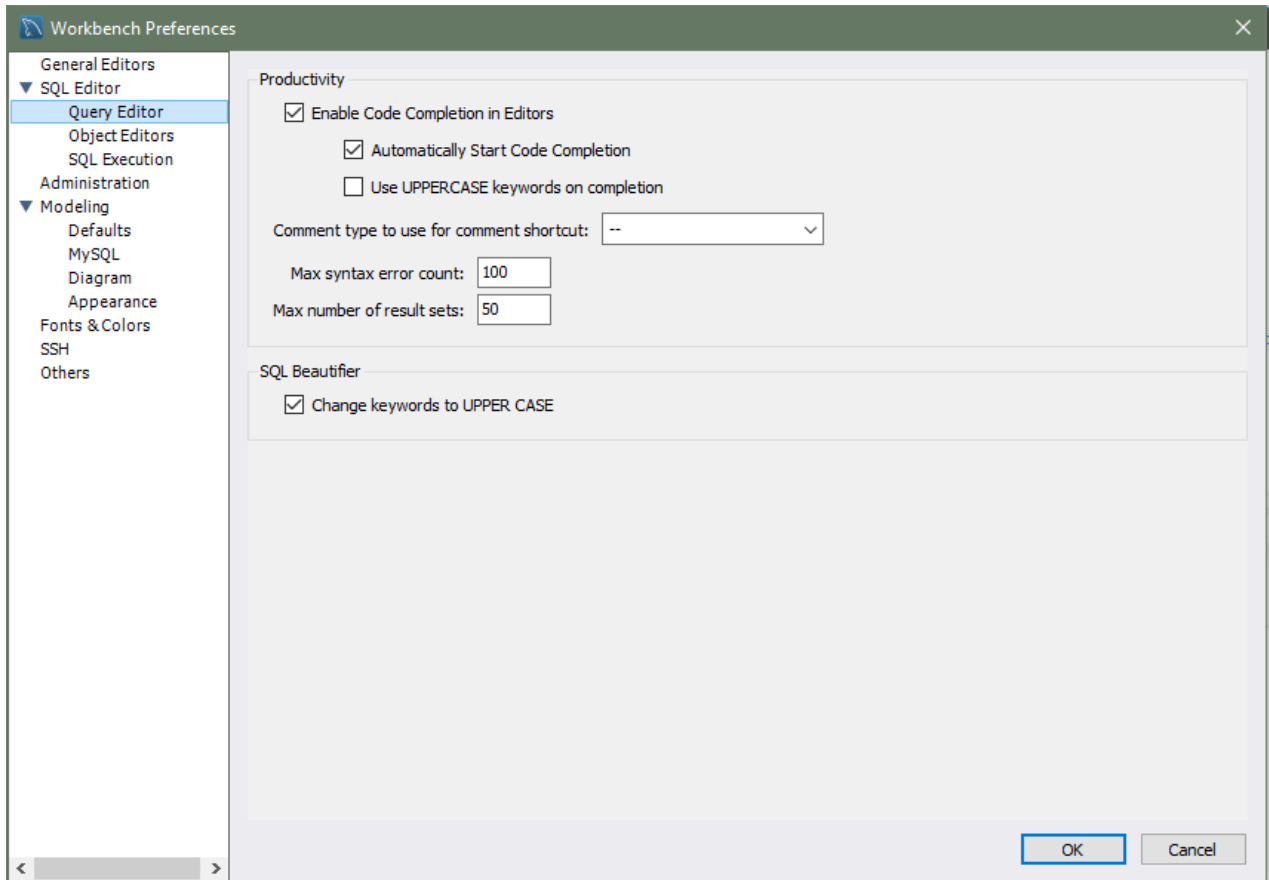 Workbench Preferences
General Editors
SQL Editor
Query Editor
Object Editors
SQL Execution
Administration
Modeling
Defaults
MySQL
Diagram
Appearance
Fonts & Colors
SSH
Others
Productivity
Enable Code Completion in Editors
Automatically Start Code Completion
Use UPPERCASE keywords on completion
Comment type to use for comment shortcut: --
Max syntax error count: 100
Max number of result sets: 50
SQL Beautifier
Change keywords to UPPER CASE
OK Cancel